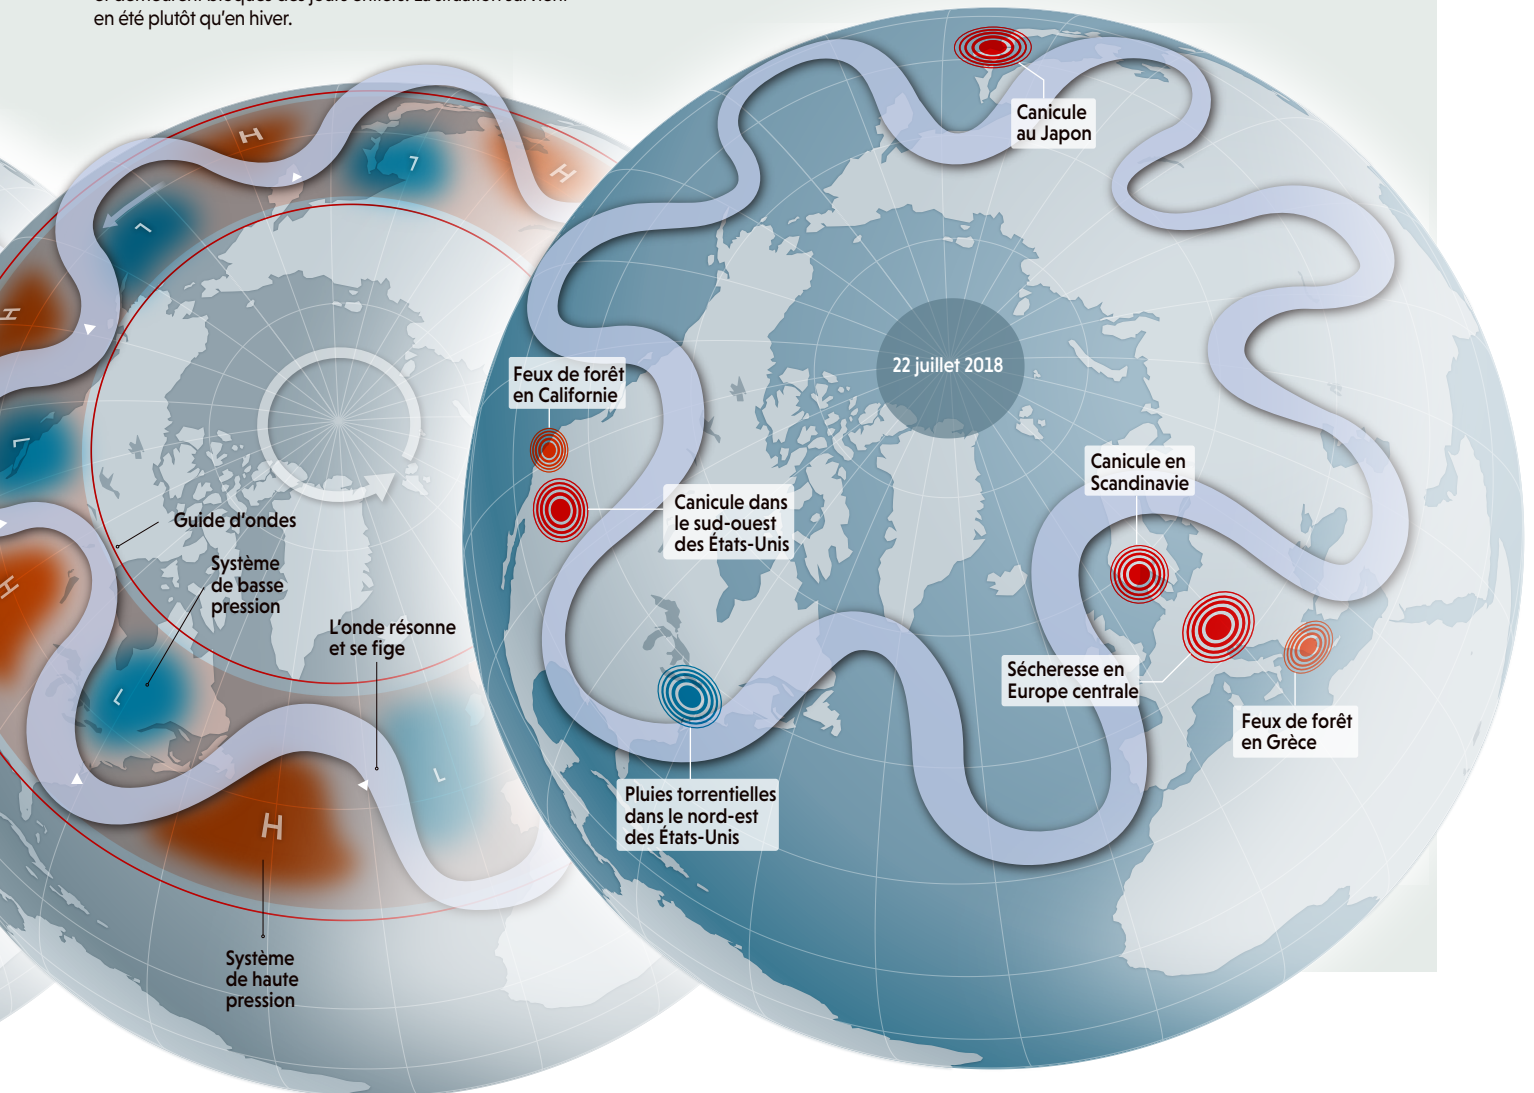 en été plutôt qu'en hiver.
H
L
H
L
H
L
H
Guide d'ondes
Système
de basse
pression
L'onde résonne
et se fige
L
L
H
Système
de haute
pression
Canicule
au Japon
22 juillet 2018
Feux de forêt
en Californie
Canicule dans
le sud-ouest
des États-Unis
Canicule en
Scandinavie
Sécheresse en
Europe centrale
Feux de forêt
en Grèce
Pluies torrentielles
dans le nord-est
des États-Unis